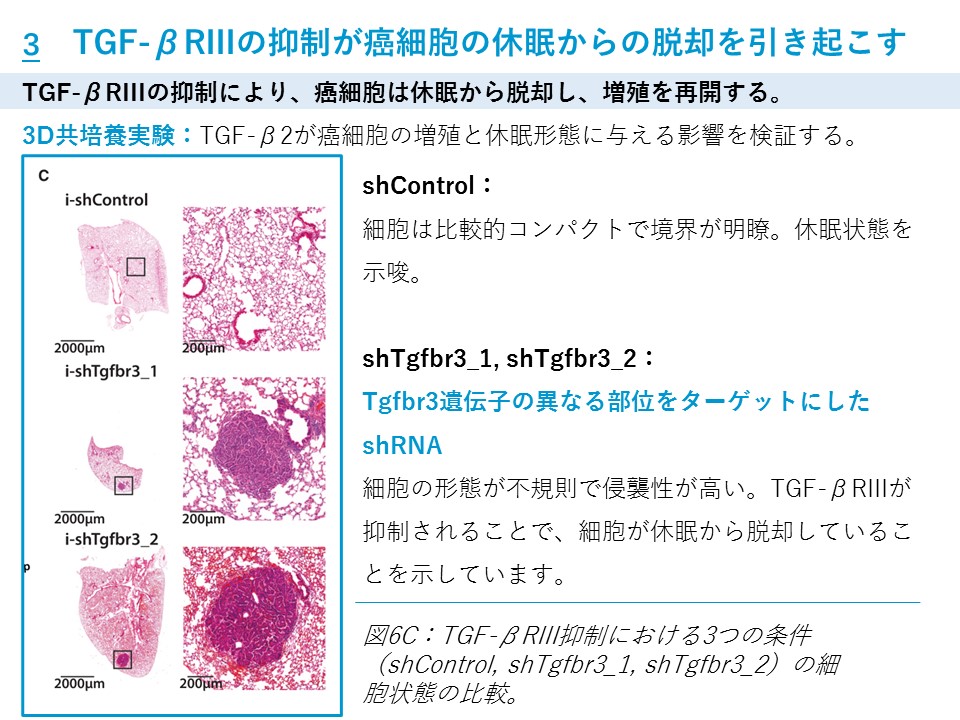 3 TGF-βRIIIの抑制が癌細胞の休眠からの脱却を引き起こす
TGF-βRIIIの抑制により、癌細胞は休眠から脱却し、増殖を再開する。
3D共培養実験：TGF-β2が癌細胞の増殖と休眠形態に与える影響を検証する。
C
i-shControl
2000μm
200μm
i-shTgfbr3_1
2000μm
200μm
i-shTgfbr3_2
p
2000μm
200μm
shControl：
細胞は比較的コンパクトで境界が明瞭。休眠状態を
示唆。
shTgfbr3_1, shTgfbr3_2：
Tgfbr3遺伝子の異なる部位をターゲットにした
shRNA
細胞の形態が不規則で侵襲性が高い。TGF-βRIIIが
抑制されることで、細胞が休眠から脱却しているこ
とを示しています。
図6C：TGF-βRIII抑制における3つの条件
（shControl, shTgfbr3_1, shTgfbr3_2）の細
胞状態の比較。